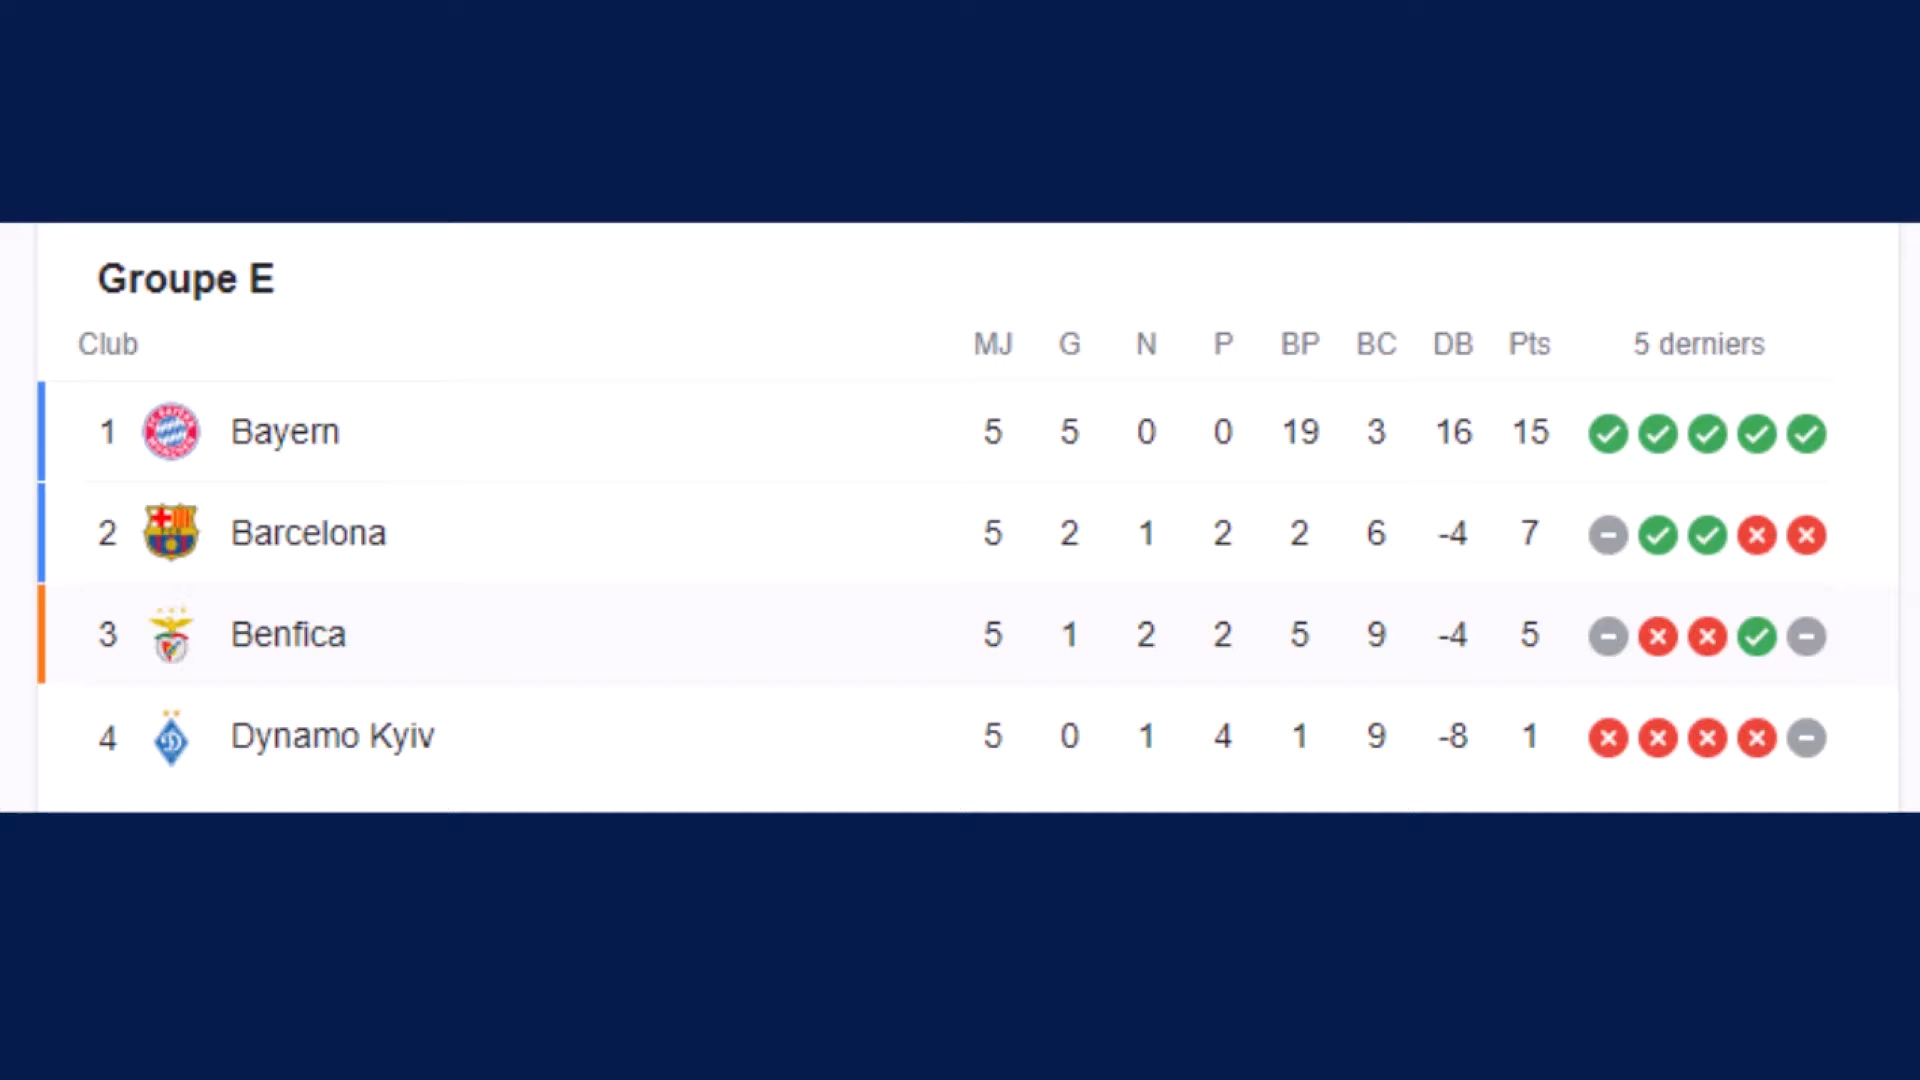 Groupe E
Club MJ G N P BP BC DB Pts 5 derniers
1 Bayern 5 5 0 0 19 3 16 15
2 Barcelona 5 2 1 2 2 6 -4 7
3 Benfica 5 1 2 2 5 9 -4 5
4 Dynamo Kyiv 5 0 1 4 1 9 -8 1